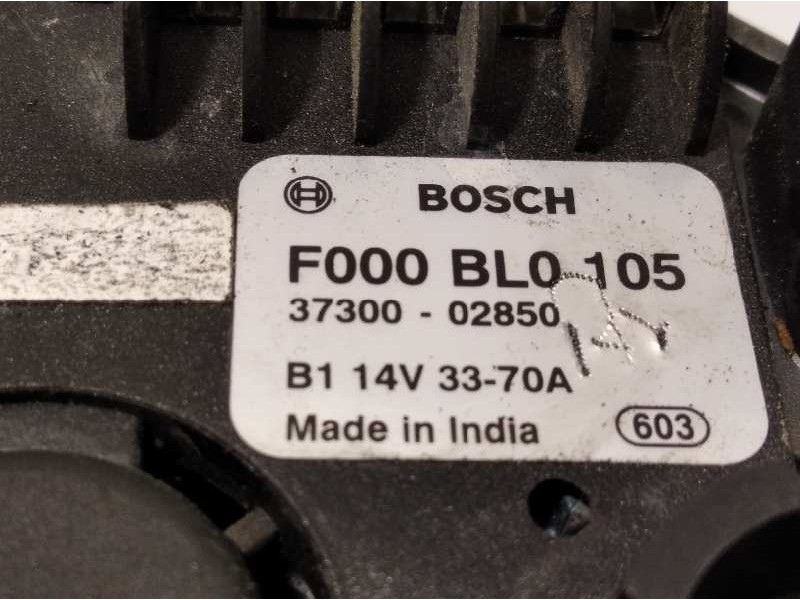 BOSCH
F000 BL0 105
37300 - 02850
B1 14V 33-70A
Made in India 603